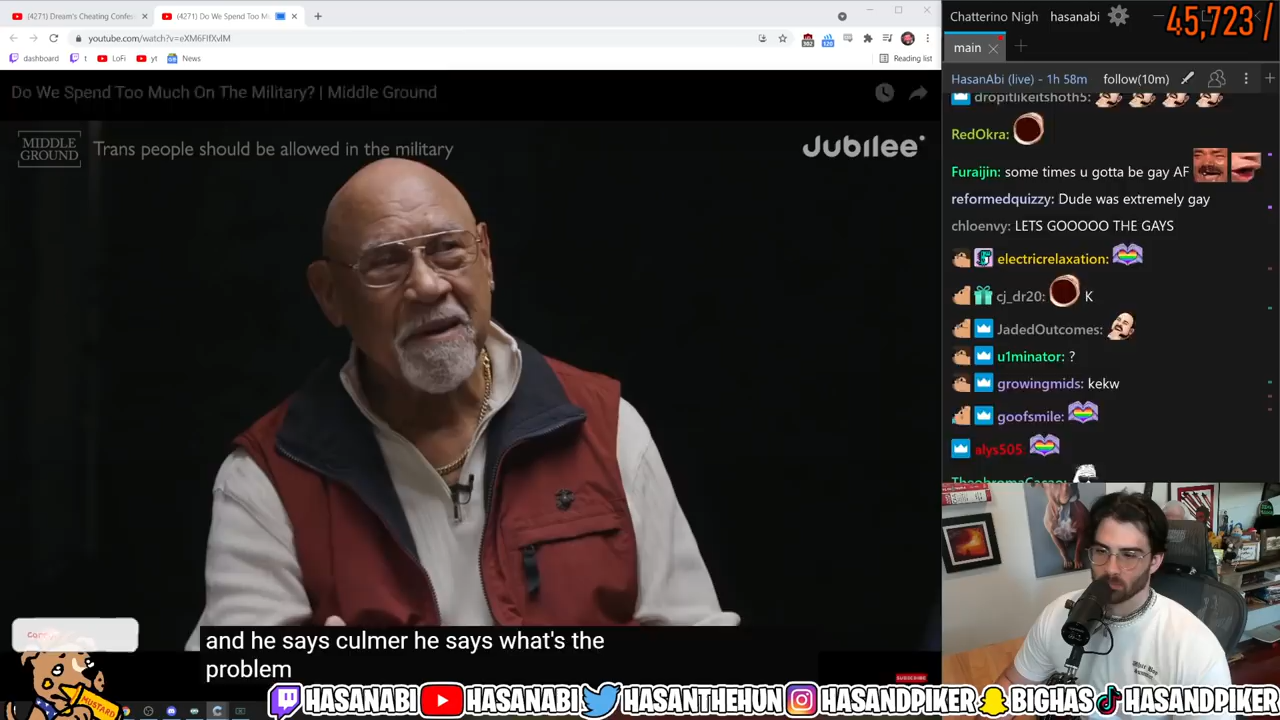 (4271) Dream's Cheating Confes
(4271) Do We Spend Too M
youtube.com/watch?v=eXM6FIfXvIM
dashboard
t
LoFi
yt
News
Reading list
Do We Spend Too Much On The Military? | Middle Ground
MIDDLE
GROUND
Trans people should be allowed in the military
Jubilee
and he says culmer he says what's the
problem
SUBSCRIBE
MUSTARD
Chatterino Nigh
hasanabi
45,723 /
main
HasanAbi (live) - 1h 58m
follow(10m)
dropitlikeitshoth5:
RedOkra:
Furaijin: some times u gotta be gay AF
reformedquizzy: Dude was extremely gay
chloenvy: LETS GOOOOO THE GAYS
electricrelaxation:
cj_dr20: K
JadedOutcomes:
u1minator: ?
growingmids: kekw
goofsmile:
alys505:
TheobromaCacao:
HASANABI
HASANABI
HASANTHEHUN
HASANDPIKER
BIGHAS
HASANDPIKER